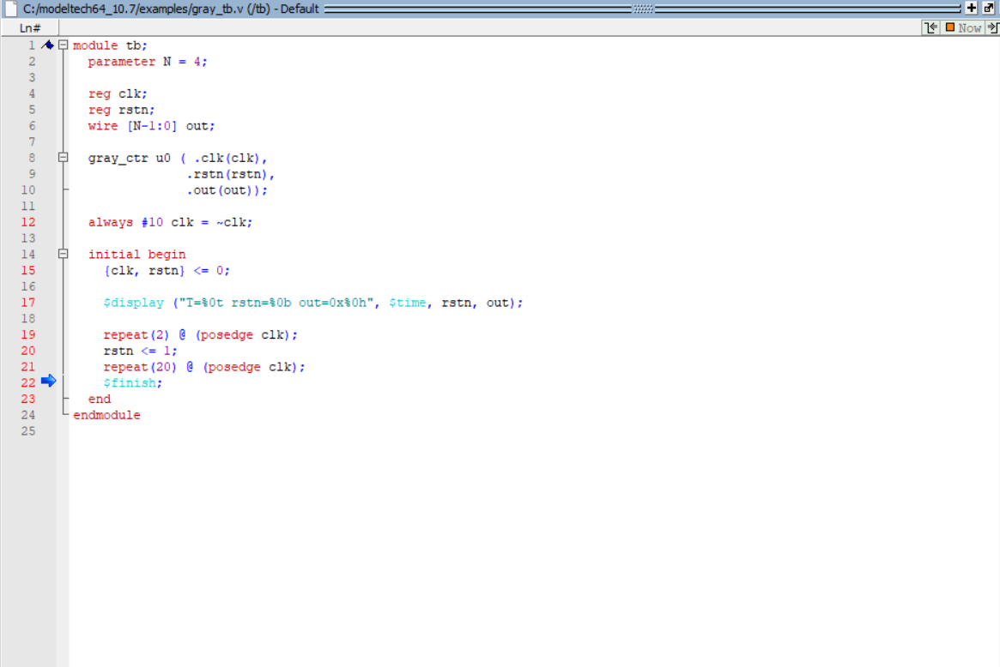 C:/modeltech64_10.7/examples/gray_tb.v (/tb) - Default
Ln# Now
1 module tb;
2 parameter N = 4;
3
4 reg clk;
5 reg rstn;
6 wire [N-1:0] out;
7
8 gray_ctr u0 ( .clk(clk),
9 .rstn(rstn),
10 .out(out));
11
12 always #10 clk = ~clk;
13
14 initial begin
15 {clk, rstn} <= 0;
16
17 $display ("T=%0t rstn=%0b out=0x%0h", $time, rstn, out);
18
19 repeat(2) @ (posedge clk);
20 rstn <= 1;
21 repeat(20) @ (posedge clk);
22 $finish;
23 end
24 endmodule
25